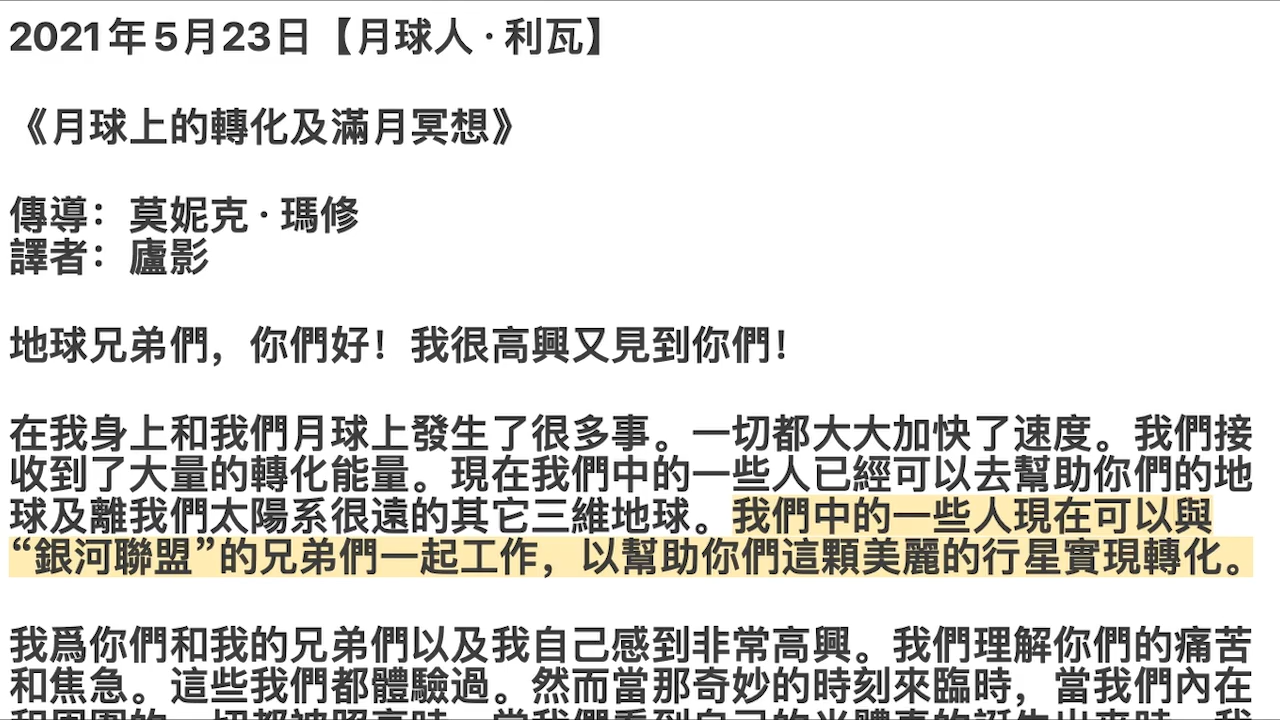 2021年5月23日【月球人·利瓦】
《月球上的轉化及滿月冥想》
傳導：莫妮克·瑪修
譯者：廬影
地球兄弟們，你們好！我很高興又見到你們！
在我身上和我們月球上發生了很多事。一切都大大加快了速度。我們接
收到了大量的轉化能量。現在我們中的一些人已經可以去幫助你們的地
球及離我們太陽系很遠的其它三維地球。我們中的一些人現在可以與
“銀河聯盟”的兄弟們一起工作，以幫助你們這顆美麗的行星實現轉化。
我爲你們和我的兄弟們以及我自己感到非常高興。我們理解你們的痛苦
和焦急。這些我們都體驗過。然而當那奇妙的時刻來臨時，當我們內在